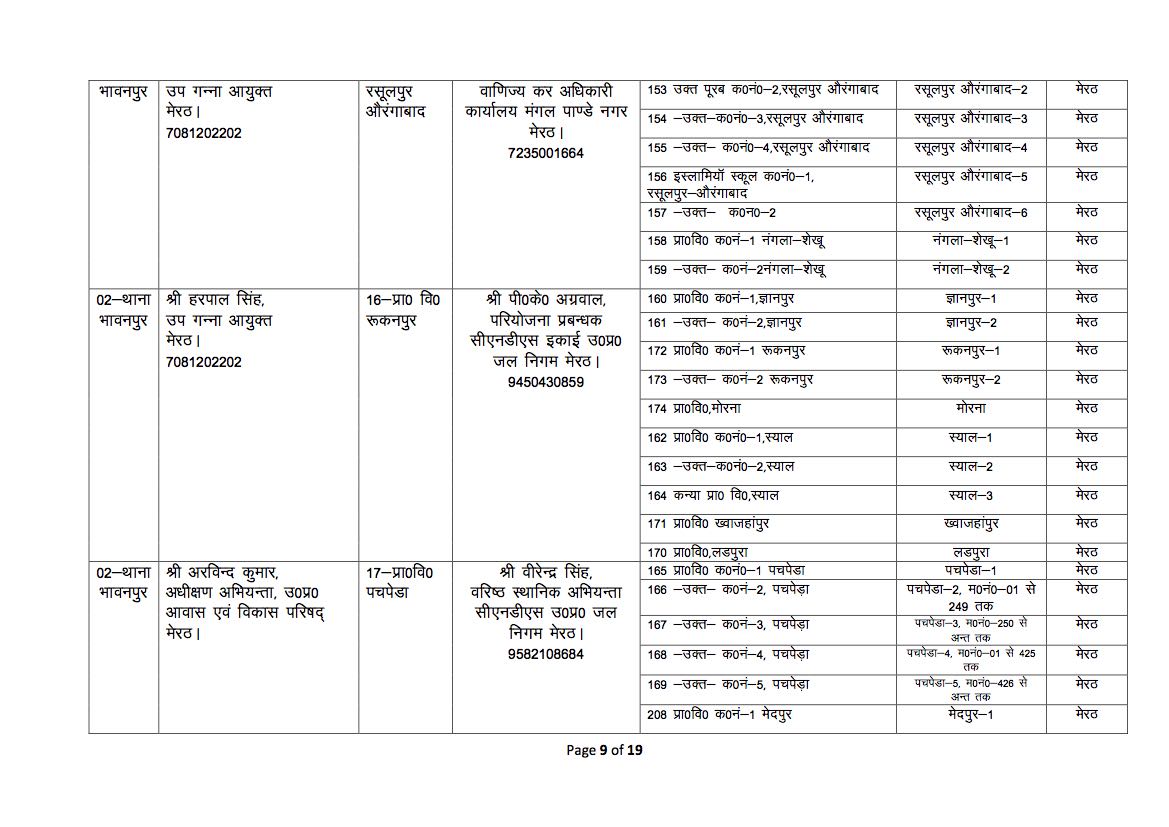 भावनपुर
उप गन्ना आयुक्त
मेरठ।
7081202202
रसूलपुर
औरंगाबाद
वाणिज्य कर अधिकारी
कार्यालय मंगल पाण्डे नगर
मेरठ।
7235001664
153 उक्त पूरब क0नं0–2,रसूलपुर औरंगाबाद
रसूलपुर औरंगाबाद–2
मेरठ
154 –उक्त–क0नं0–3,रसूलपुर औरंगाबाद
रसूलपुर औरंगाबाद–3
मेरठ
155 –उक्त– क0नं0–4,रसूलपुर औरंगाबाद
रसूलपुर औरंगाबाद–4
मेरठ
156 इस्लामियॉ स्कूल क0नं0–1,
रसूलपुर–औरंगाबाद
रसूलपुर औरंगाबाद–5
मेरठ
157 –उक्त– क0न0–2
रसूलपुर औरंगाबाद–6
मेरठ
158 प्रा0वि0 क0नं–1 नंगला–शेखू
नंगला–शेखू–1
मेरठ
159 –उक्त– क0नं–2नंगला–शेखू
नंगला–शेखू–2
मेरठ
02–थाना
भावनपुर
श्री हरपाल सिंह,
उप गन्ना आयुक्त
मेरठ।
7081202202
16–प्रा0 वि0
रूकनपुर
श्री पी0के0 अग्रवाल,
परियोजना प्रबन्धक
सीएनडीएस इकाई उ0प्र0
जल निगम मेरठ।
9450430859
160 प्रा0वि0 क0नं–1,ज्ञानपुर
ज्ञानपुर–1
मेरठ
161 –उक्त– क0नं–2,ज्ञानपुर
ज्ञानपुर–2
मेरठ
172 प्रा0वि0 क0नं–1 रूकनपुर
रूकनपुर–1
मेरठ
173 –उक्त– क0नं–2 रूकनपुर
रूकनपुर–2
मेरठ
174 प्रा0वि0,मोरना
मोरना
मेरठ
162 प्रा0वि0 क0नं0–1,स्याल
स्याल–1
मेरठ
163 –उक्त–क0नं0–2,स्याल
स्याल–2
मेरठ
164 कन्या प्रा0 वि0,स्याल
स्याल–3
मेरठ
171 प्रा0वि0 ख्वाजहांपुर
ख्वाजहांपुर
मेरठ
170 प्रा0वि0,लडपुरा
लडपुरा
मेरठ
02–थाना
भावनपुर
श्री अरविन्द कुमार,
अधीक्षण अभियन्ता, उ0प्र0
आवास एवं विकास परिषद्
मेरठ।
17–प्रा0वि0
पचपेडा
श्री वीरेन्द्र सिंह,
वरिष्ठ स्थानिक अभियन्ता
सीएनडीएस उ0प्र0 जल
निगम मेरठ।
9582108684
165 प्रा0वि0 क0नं0–1 पचपेडा
पचपेडा–1
मेरठ
166 –उक्त– क0नं–2, पचपेड़ा
पचपेडा–2, म0नं0–01 से
249 तक
मेरठ
167 –उक्त– क0नं–3, पचपेड़ा
पचपेडा–3, म0नं0–250 से
अन्त तक
मेरठ
168 –उक्त– क0नं–4, पचपेड़ा
पचपेडा–4, म0नं0–01 से 425
तक
मेरठ
169 –उक्त– क0नं–5, पचपेड़ा
पचपेडा–5, म0नं0–426 से
अन्त तक
मेरठ
208 प्रा0वि0 क0नं–1 मेदपुर
मेदपुर–1
मेरठ
Page 9 of 19